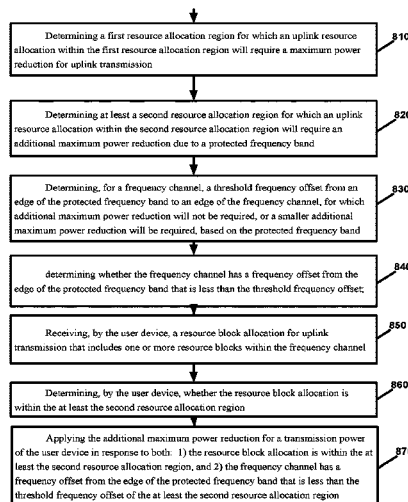 Determining a first resource allocation region for which an uplink resource
allocation within the first resource allocation region will require a maximum power
reduction for uplink transmission
810
Determining at least a second resource allocation region for which an uplink
resource allocation within the second resource allocation region will require an
additional maximum power reduction due to a protected frequency band
820
Determining, for a frequency channel, a threshold frequency offset from an
edge of the protected frequency band to an edge of the frequency channel, for which
additional maximum power reduction will not be required, or a smaller additional
maximum power reduction will be required, based on the protected frequency band
830
determining whether the frequency channel has a frequency offset from the
edge of the protected frequency band that is less than the threshold frequency offset;
840
Receiving, by the user device, a resource block allocation for uplink
transmission that includes one or more resource blocks within the frequency channel
850
Determining, by the user device, whether the resource block allocation is
within the at least the second resource allocation region
860
Applying the additional maximum power reduction for a transmission power
of the user device in response to both: 1) the resource block allocation is within the at
least the second resource allocation region, and 2) the frequency channel has a
frequency offset from the edge of the protected frequency band that is less than the
threshold frequency offset of the at least the second resource allocation region
870